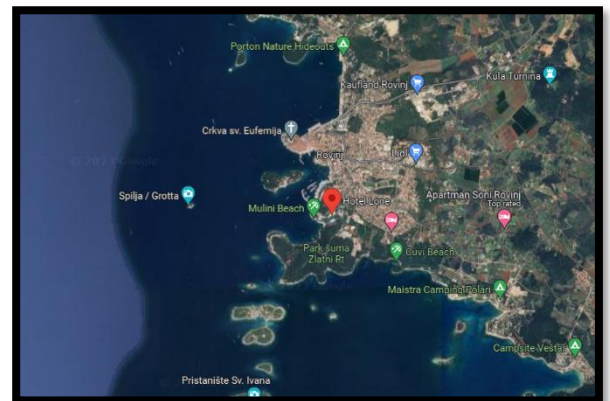 Porton Nature Hideouts
Kaufland Rovinj
Kula Turnina
Crkva sv. Eufemija
Rovinj
Lidl
Spilja / Grotta
Mulini Beach
Hotel Lone
Apartman Soni Rovinj
Top rated
Park šuma
Zlatni Rt
Cuvi Beach
Maistra Camping Polari
Campsite Veštar
Pristanište Sv. Ivana